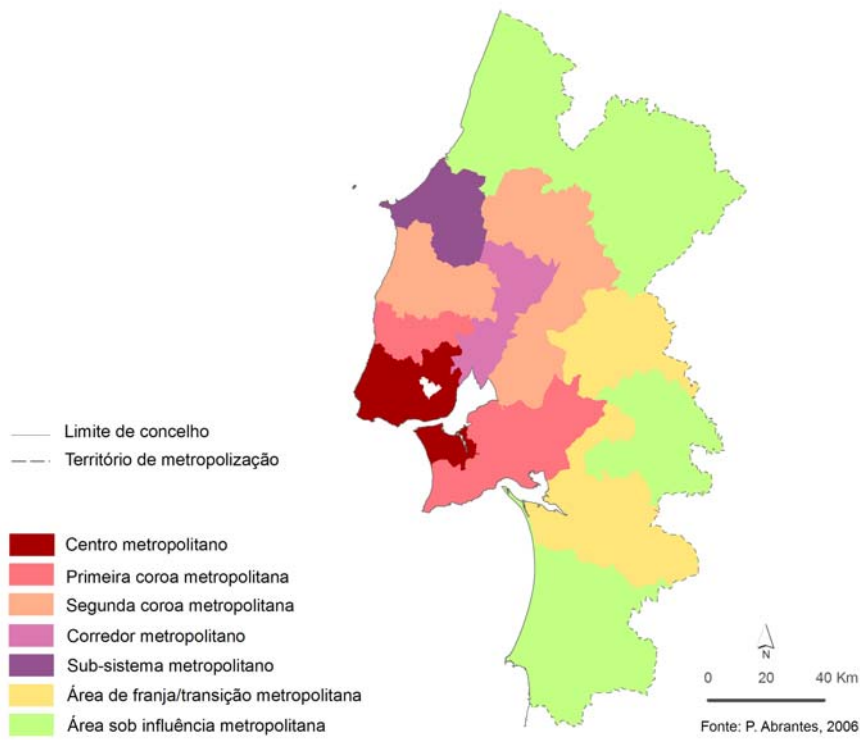 Limite de concelho
Território de metropolização
Centro metropolitano
Primeira coroa metropolitana
Segunda coroa metropolitana
Corredor metropolitano
Sub-sistema metropolitano
Área de franja/transição metropolitana
Área sob influência metropolitana
N
0 20 40 Km
Fonte: P. Abrantes, 2006